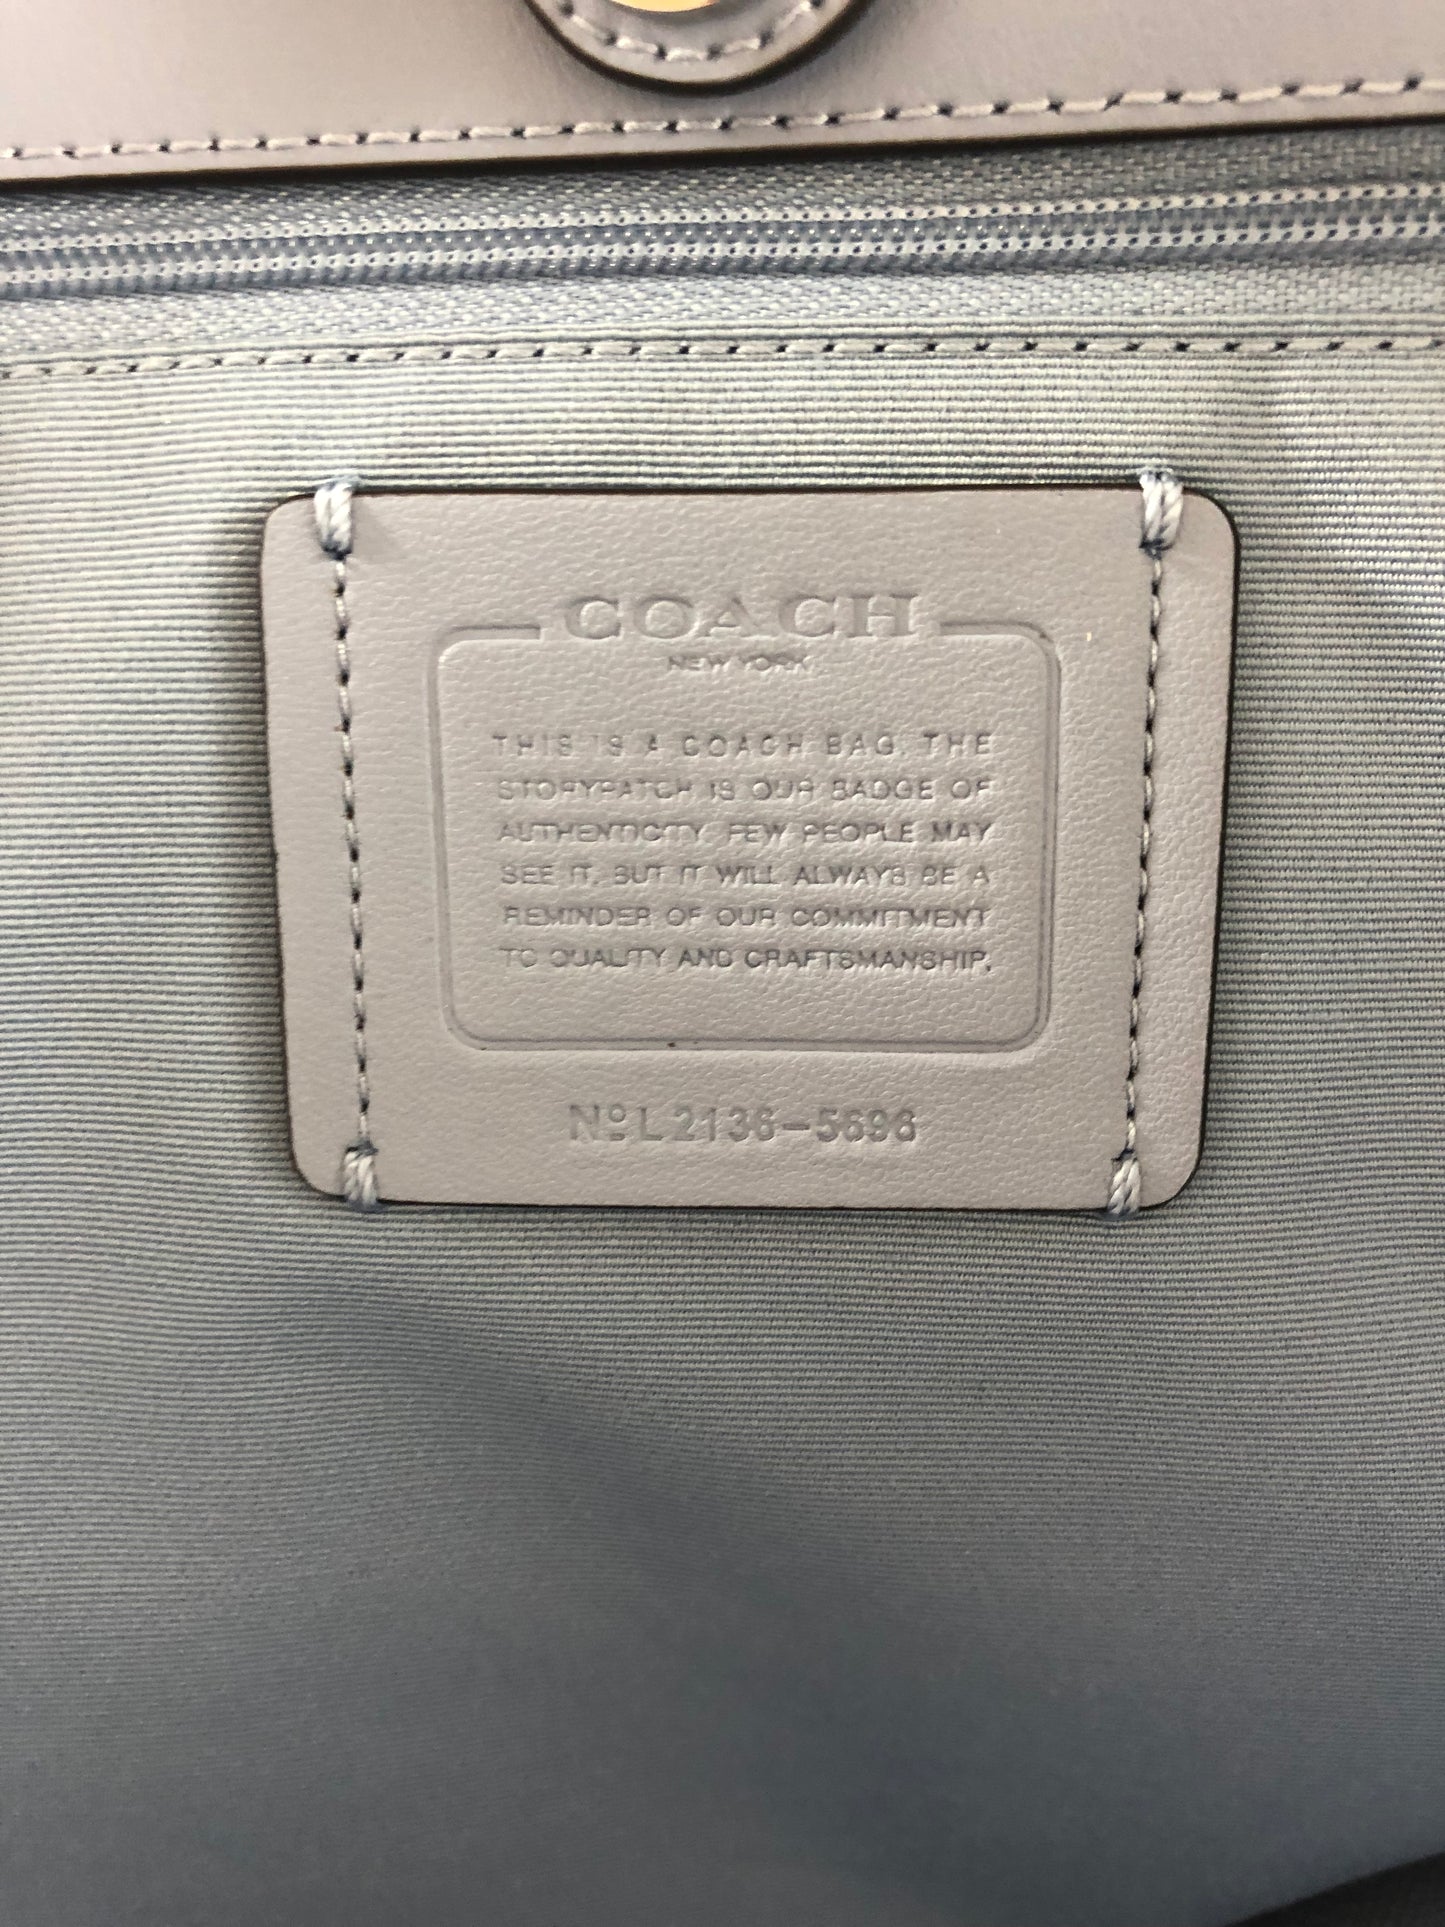 COACH
NEW YORK
THIS IS A COACH BAG. THE
STORYPATCH IS OUR BADGE OF
AUTHENTICITY. FEW PEOPLE MAY
SEE IT, BUT IT WILL ALWAYS BE A
REMINDER OF OUR COMMITMENT
TO QUALITY AND CRAFTSMANSHIP.
Nº L2136-5696